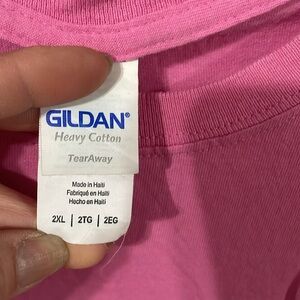 GILDAN®
Heavy Cotton
TearAway
Made in Haiti
Fabriqué en Haïti
Hecho en Haití
2XL | 2TG | 2EG